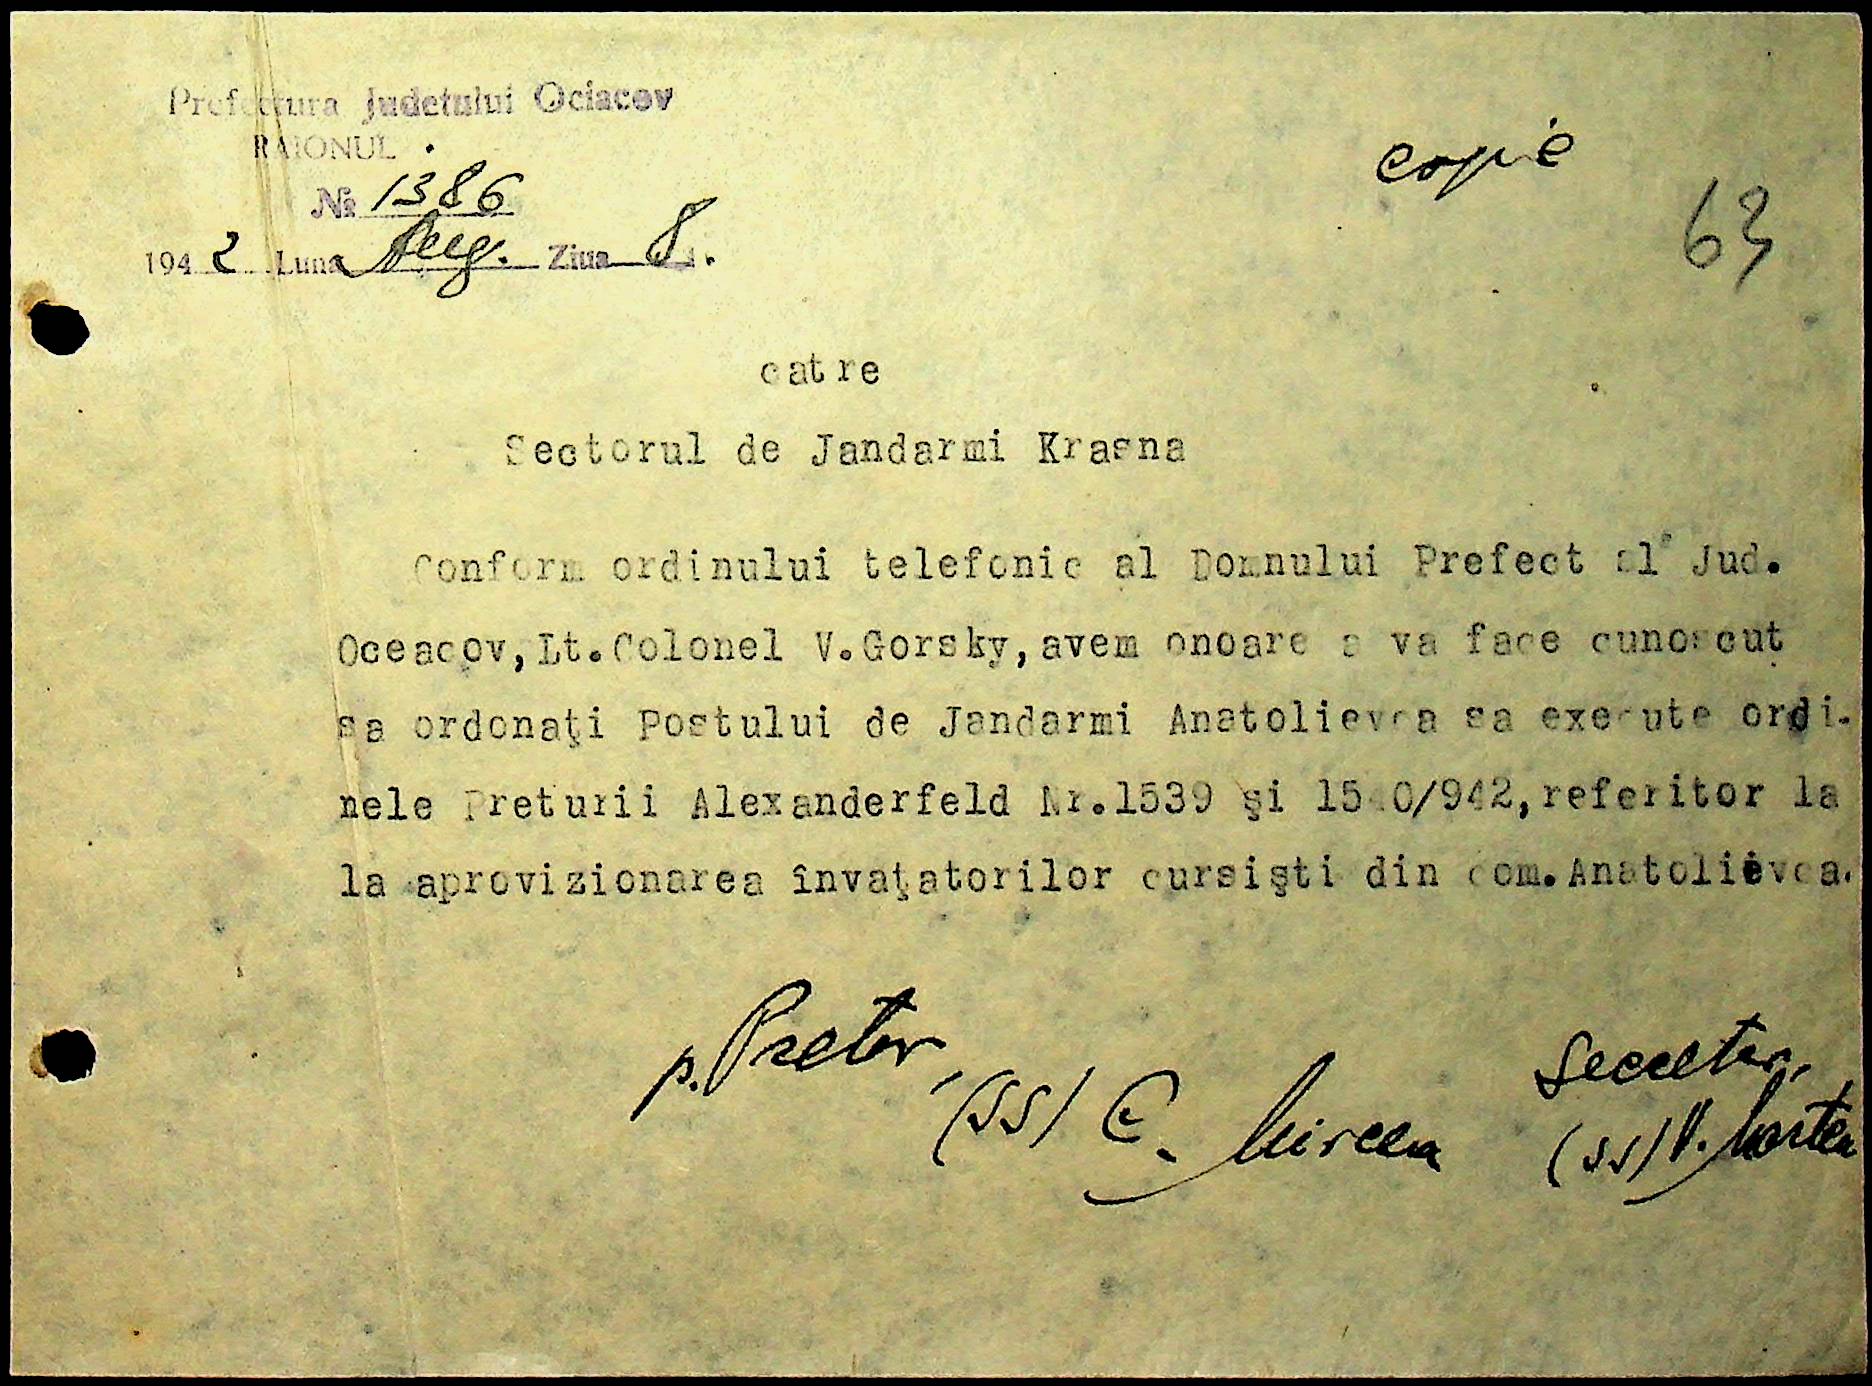 Prefectura Judetului Ociacov
RAIONUL
copie
№ 1386
63
1942 Luna Aug. Ziua 8.
catre
Sectorul de Jandarmi Krasna
Conform ordinului telefonic al Domnului Prefect al Jud.
Oceacov, Lt. Colonel V. Gorsky, avem onoare a va face cunoscut
sa ordonaţi Postului de Jandarmi Anatolievca sa execute ordi-
nele Preturii Alexanderfeld Nr.1539 şi 1540/942, referitor la
la aprovizionarea învaţatorilor cursişti din com. Anatolievca.
p. Pretor, Secretar,
(ss) E. Mircea (ss) V.